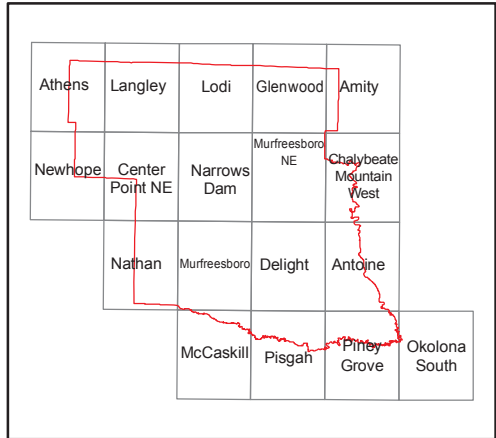 Athens
Langley
Lodi
Glenwood
Amity
Newhope
Center
Point NE
Narrows
Dam
Murfreesboro
NE
Chalybeate
Mountain
West
Nathan
Murfreesboro
Delight
Antoine
McCaskill
Pisgah
Piney
Grove
Okolona
South